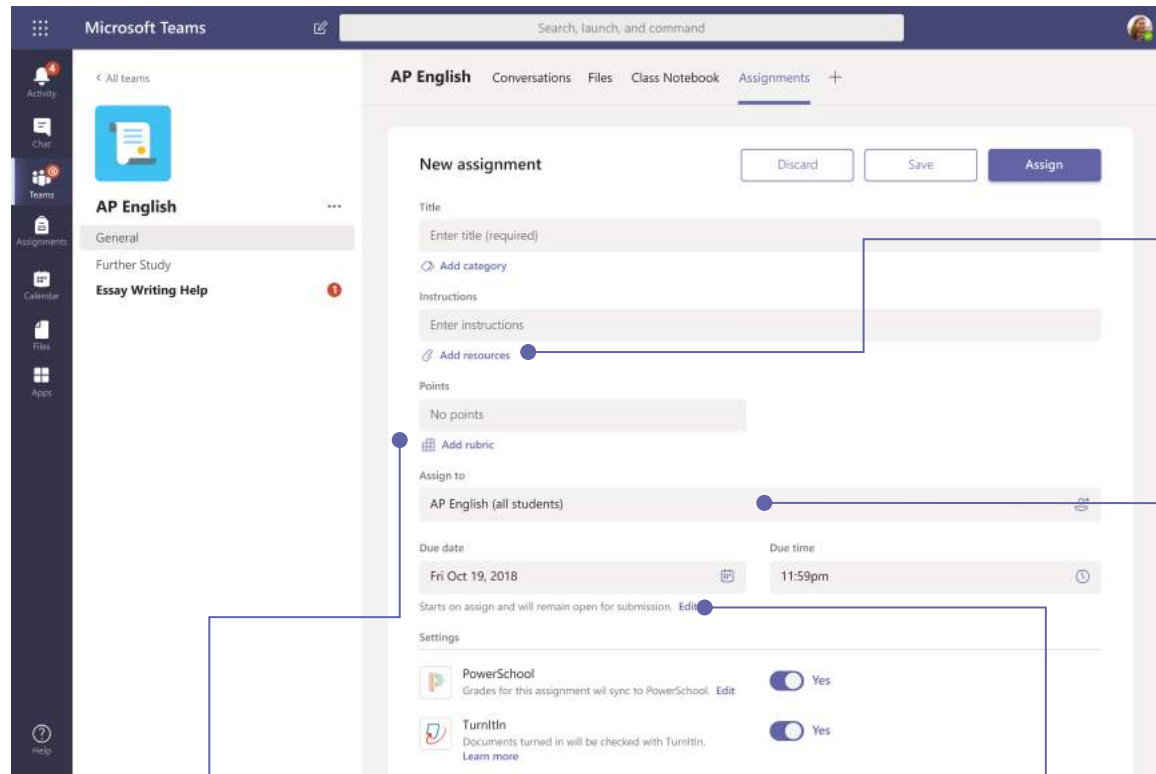 Microsoft Teams
Search, launch, and command
4
Activity
Chat
Teams
Assignments
Calendar
Files
Apps
Help
< All teams
AP English
...
General
Further Study
Essay Writing Help
1
AP English Conversations Files Class Notebook Assignments +
New assignment
Discard
Save
Assign
Title
Enter title (required)
Add category
Instructions
Enter instructions
Add resources
Points
No points
Add rubric
Assign to
AP English (all students)
Due date
Due time
Fri Oct 19, 2018
11:59pm
Starts on assign and will remain open for submission. Edit
Settings
PowerSchool
Grades for this assignment wil sync to PowerSchool. Edit
Yes
TurnItIn
Documents turned in will be checked with TurnItIn.
Learn more
Yes